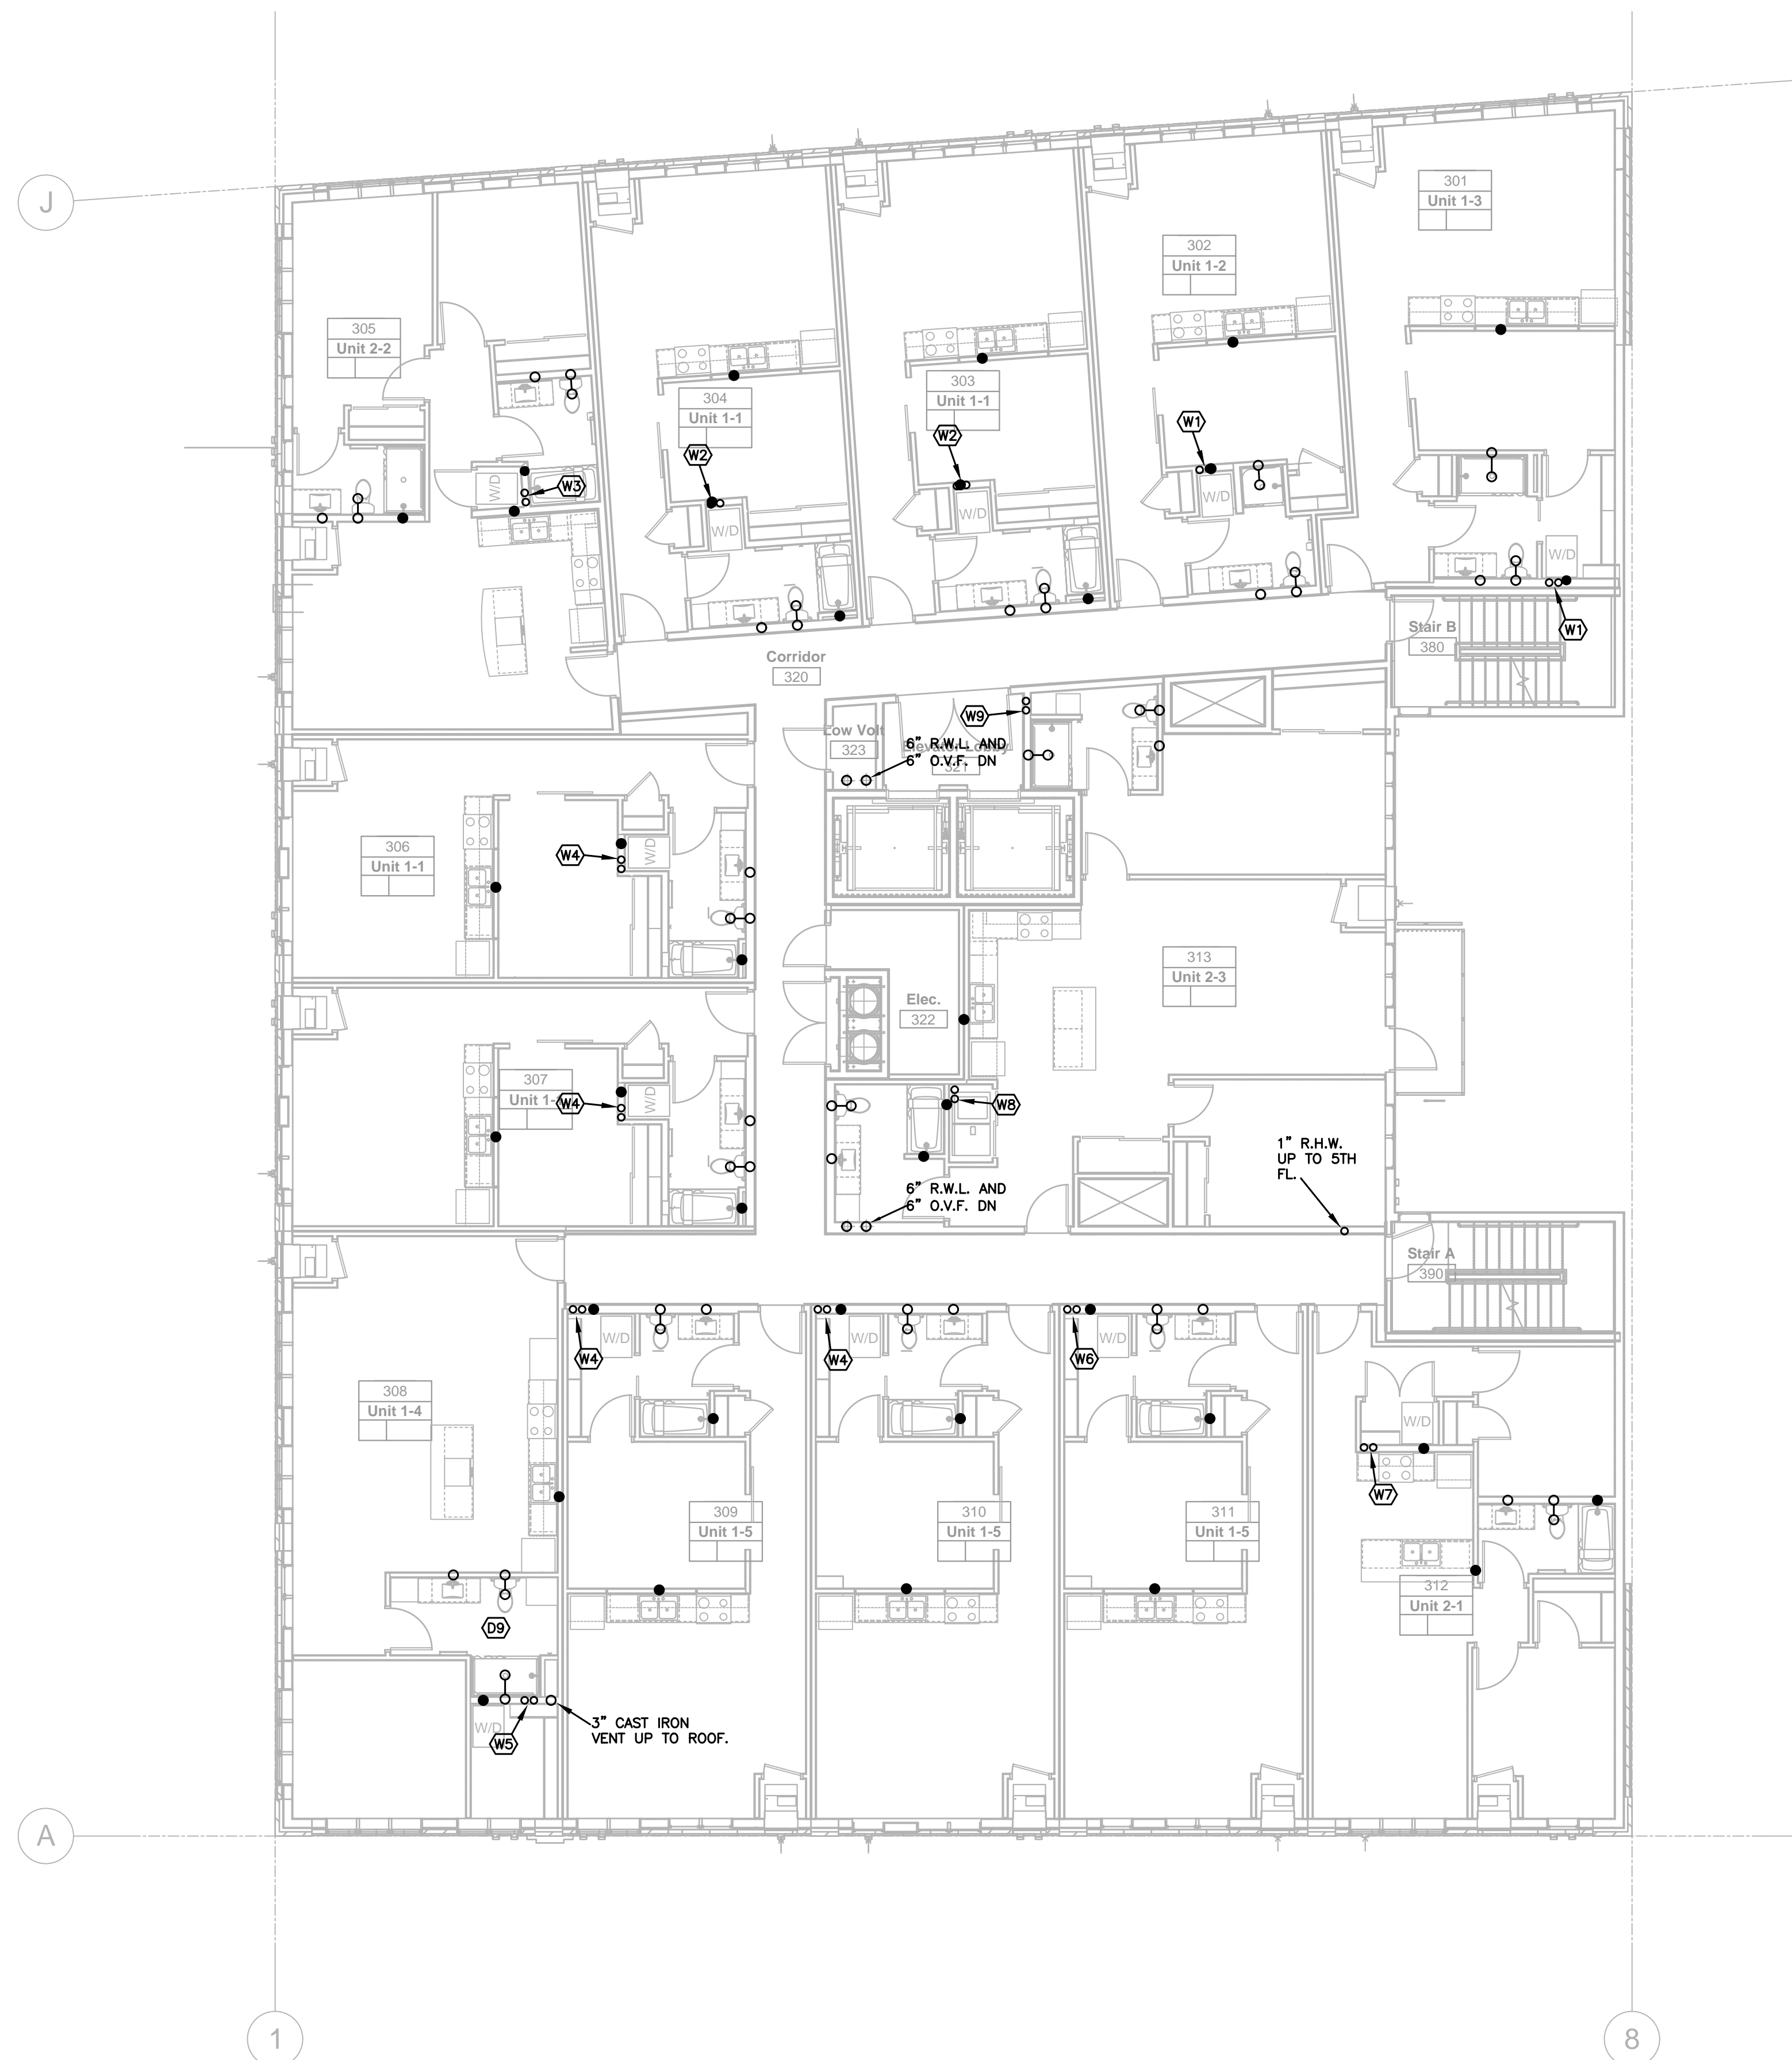 J
301
Unit 1-3
302
Unit 1-2
305
Unit 2-2
303
Unit 1-1
304
Unit 1-1
W1
W2
W2
W3
W/D
W/D
W/D
W/D
W/D
W1
Stair B
380
Corridor
320
W9
Low Volt
323
6" R.W.L. AND
6" O.V.F. DN
Elevator Lobby
321
306
Unit 1-1
W4
W/D
313
Unit 2-3
Elec.
322
307
Unit 1-
W4
W/D
W8
1" R.H.W.
UP TO 5TH
FL.
6" R.W.L. AND
6" O.V.F. DN
Stair A
390
W/D
W/D
W/D
W4
W4
W6
308
Unit 1-4
W/D
W7
309
Unit 1-5
310
Unit 1-5
311
Unit 1-5
312
Unit 2-1
D9
3" CAST IRON
VENT UP TO ROOF.
W/D
W5
A
1
8